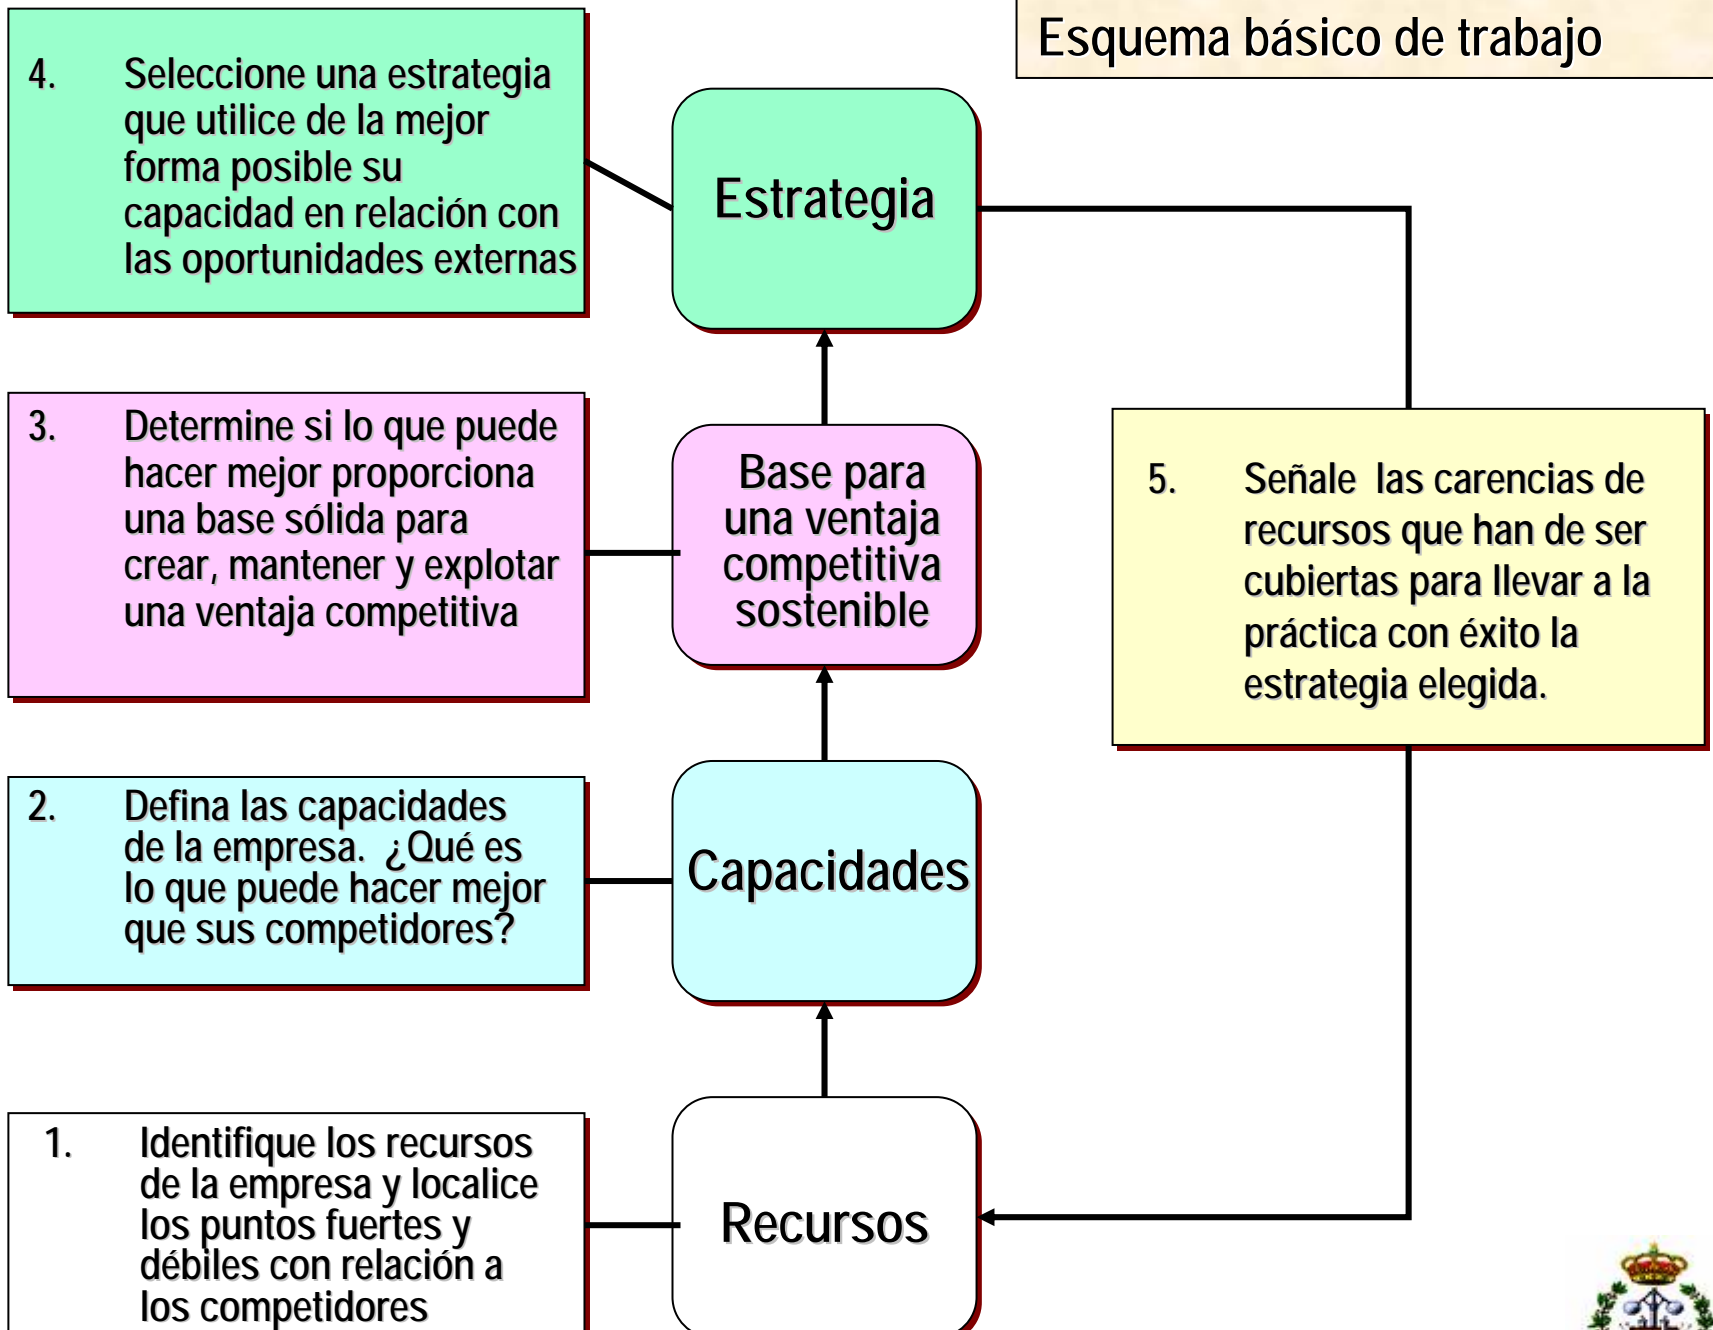 Esquema básico de trabajo
4. Seleccione una estrategia
que utilice de la mejor
forma posible su
capacidad en relación con
las oportunidades externas
Estrategia
3. Determine si lo que puede
hacer mejor proporciona
una base sólida para
crear, mantener y explotar
una ventaja competitiva
Base para
una ventaja
competitiva
sostenible
5. Señale las carencias de
recursos que han de ser
cubiertas para llevar a la
práctica con éxito la
estrategia elegida.
2. Defina las capacidades
de la empresa. ¿Qué es
lo que puede hacer mejor
que sus competidores?
Capacidades
1. Identifique los recursos
de la empresa y localice
los puntos fuertes y
débiles con relación a
los competidores
Recursos